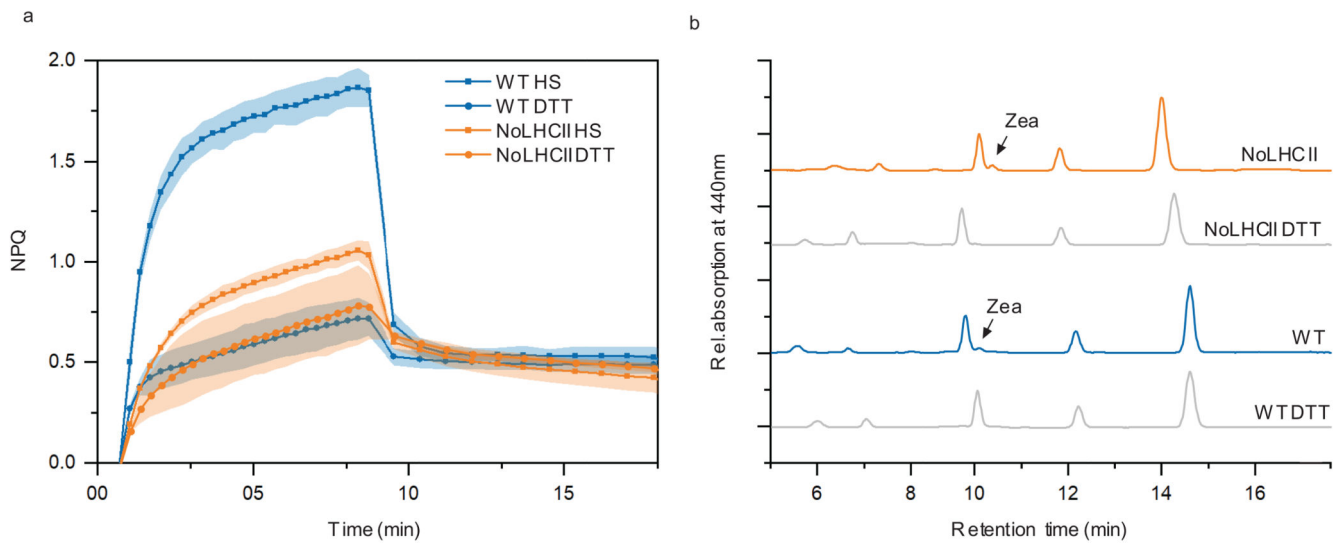 a
2.0
1.5
1.0
0.5
0.0
NPQ
00
05
10
15
Time (min)
WT HS
WT DTT
NoLHCII HS
NoLHCII DTT
b
Rel.absorption at 440nm
Zea
NoLHCII
NoLHCII DTT
Zea
WT
WT DTT
6
8
10
12
14
16
Retention time (min)